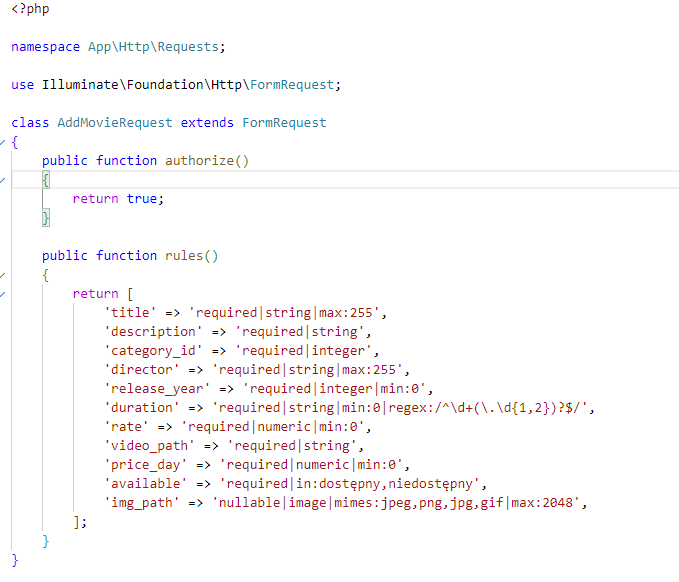 <?php
namespace App\Http\Requests;
use Illuminate\Foundation\Http\FormRequest;
class AddMovieRequest extends FormRequest
{
    public function authorize()
    {
        return true;
    }
    public function rules()
    {
        return [
            'title' => 'required|string|max:255',
            'description' => 'required|string',
            'category_id' => 'required|integer',
            'director' => 'required|string|max:255',
            'release_year' => 'required|integer|min:0',
            'duration' => 'required|string|min:0|regex:/^\d+(\.\d{1,2})?$/',
            'rate' => 'required|numeric|min:0',
            'video_path' => 'required|string',
            'price_day' => 'required|numeric|min:0',
            'available' => 'required|in:dostępny,niedostępny',
            'img_path' => 'nullable|image|mimes:jpeg,png,jpg,gif|max:2048',
        ];
    }
}